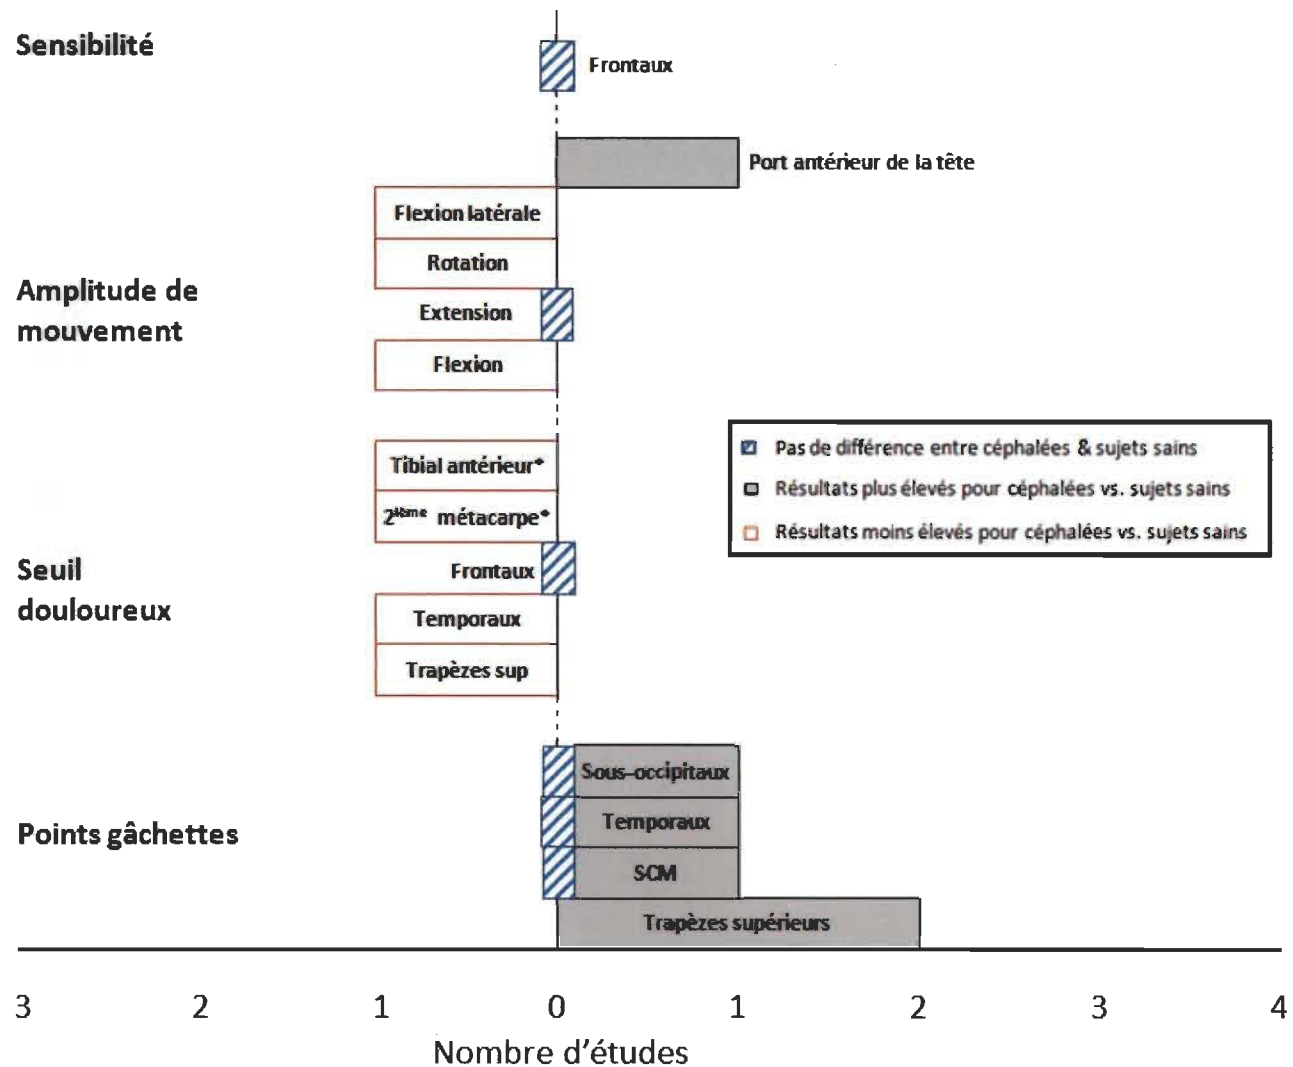 Sensibilité
Frontaux
Port antérieur de la tête
Flexion latérale
Rotation
Amplitude de
mouvement
Extension
Flexion
Pas de différence entre céphalées & sujets sains
Résultats plus élevés pour céphalées vs. sujets sains
Résultats moins élevés pour céphalées vs. sujets sains
Tibial antérieur*
2ième métacarpe*
Seuil
douloureux
Frontaux
Temporaux
Trapèzes sup
Sous-occipitaux
Points gâchettes
Temporaux
SCM
Trapèzes supérieurs
3 2 1 0 1 2 3 4
Nombre d'études